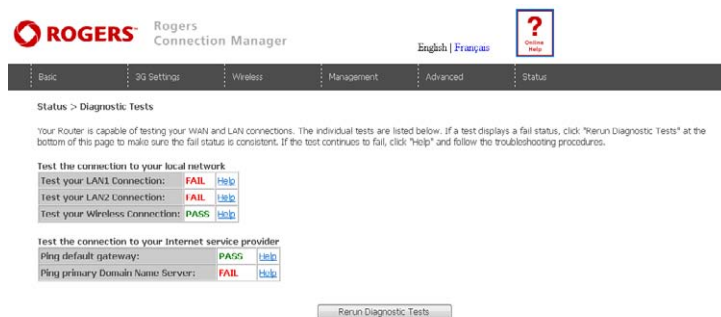 ROGERS™
Rogers
Connection Manager
English | Français
?
Online
Help
Basic
3G Settings
Wireless
Management
Advanced
Status
Status > Diagnostic Tests
Your Router is capable of testing your WAN and LAN connections. The individual tests are listed below. If a test displays a fail status, click "Rerun Diagnostic Tests" at the
bottom of this page to make sure the fail status is consistent. If the test continues to fail, click "Help" and follow the troubleshooting procedures.
Test the connection to your local network
Test your LAN1 Connection: FAIL Help
Test your LAN2 Connection: FAIL Help
Test your Wireless Connection: PASS Help
Test the connection to your Internet service provider
Ping default gateway: PASS Help
Ping primary Domain Name Server: FAIL Help
Rerun Diagnostic Tests